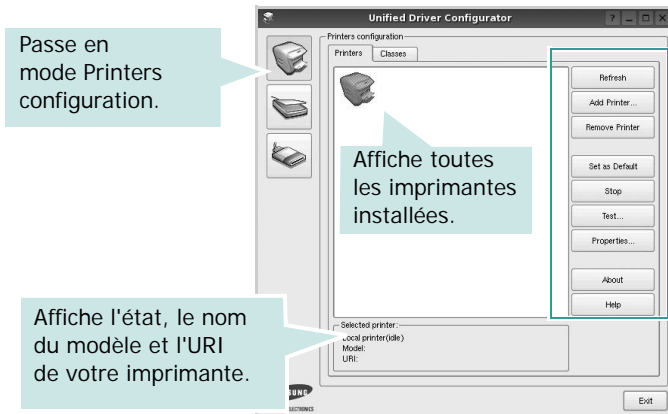 Unified Driver Configurator
Passe en
mode Printers
configuration.
Printers configuration
Printers
Classes
Refresh
Add Printer...
Remove Printer
Affiche toutes
les imprimantes
installées.
Set as Default
Stop
Test...
Properties...
About
Help
Affiche l'état, le nom
du modèle et l'URI
de votre imprimante.
Selected printer:
Local printer(idle)
Model:
URI:
ELECTRONICS
Exit